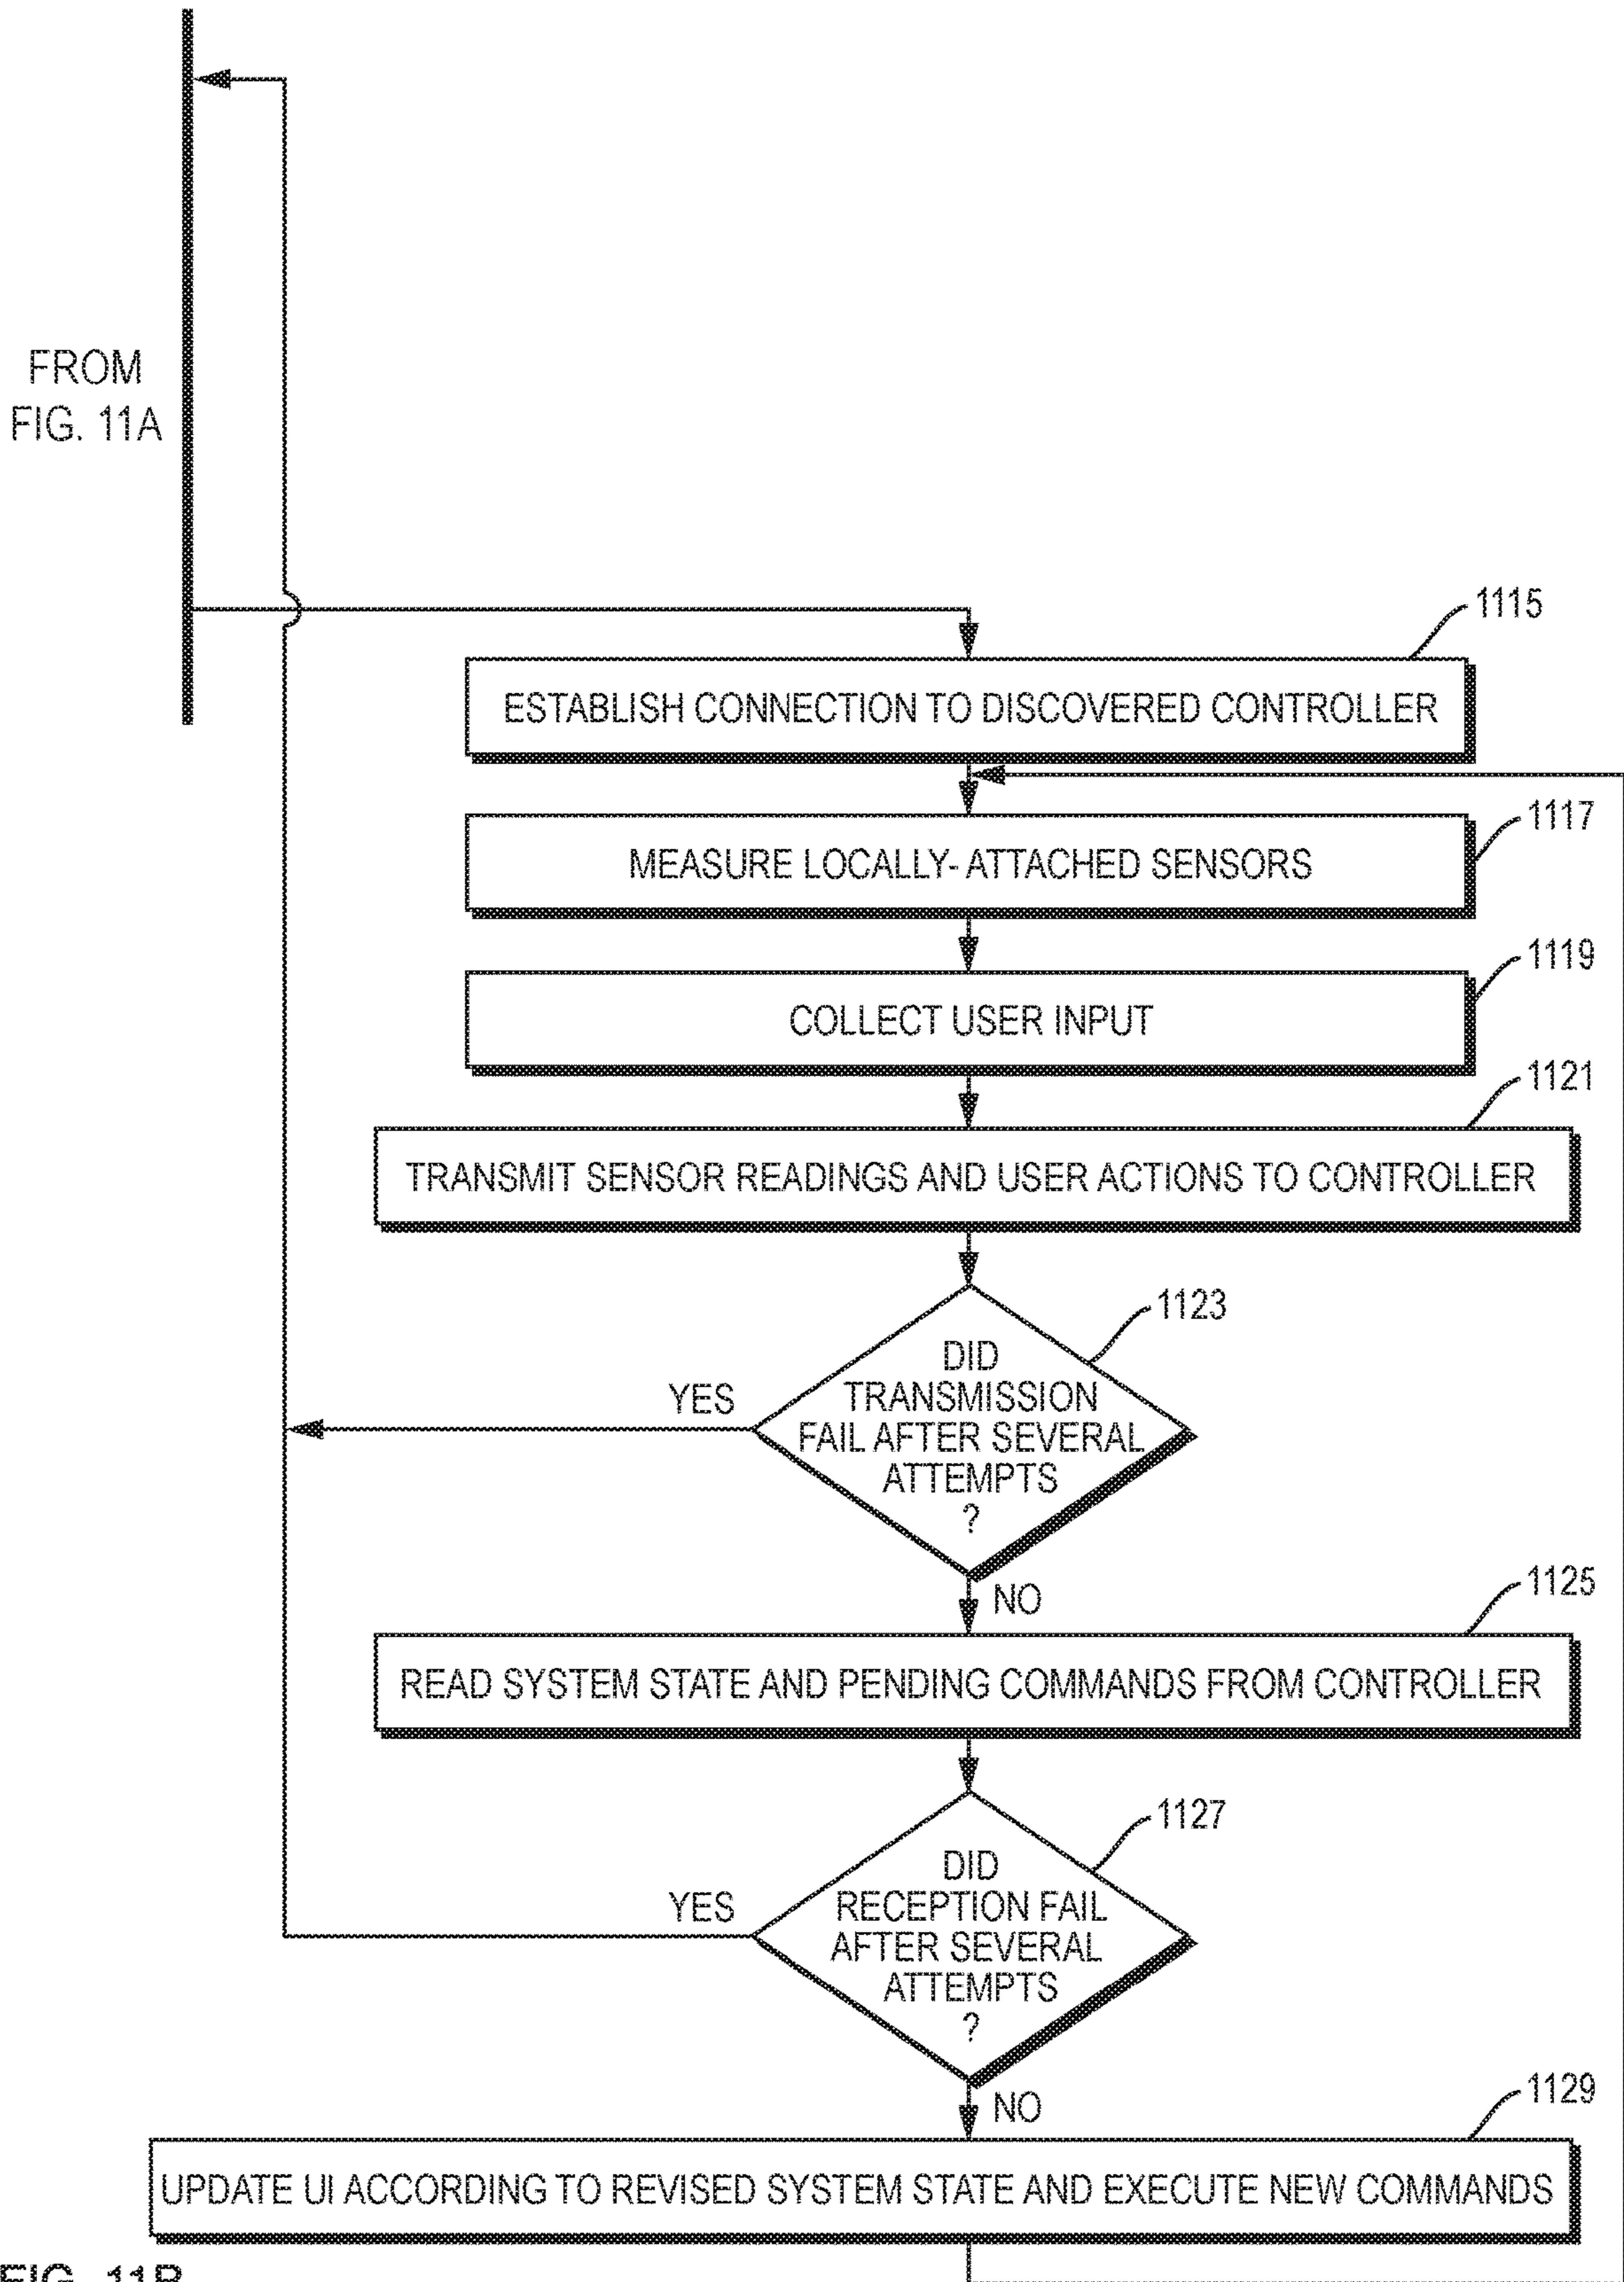 FROM
FIG. 11A
1115
ESTABLISH CONNECTION TO DISCOVERED CONTROLLER
1117
MEASURE LOCALLY- ATTACHED SENSORS
1119
COLLECT USER INPUT
1121
TRANSMIT SENSOR READINGS AND USER ACTIONS TO CONTROLLER
1123
DID
TRANSMISSION
FAIL AFTER SEVERAL
ATTEMPTS
?
YES
NO
1125
READ SYSTEM STATE AND PENDING COMMANDS FROM CONTROLLER
1127
DID
RECEPTION FAIL
AFTER SEVERAL
ATTEMPTS
?
YES
NO
1129
UPDATE UI ACCORDING TO REVISED SYSTEM STATE AND EXECUTE NEW COMMANDS
FIG. 11B